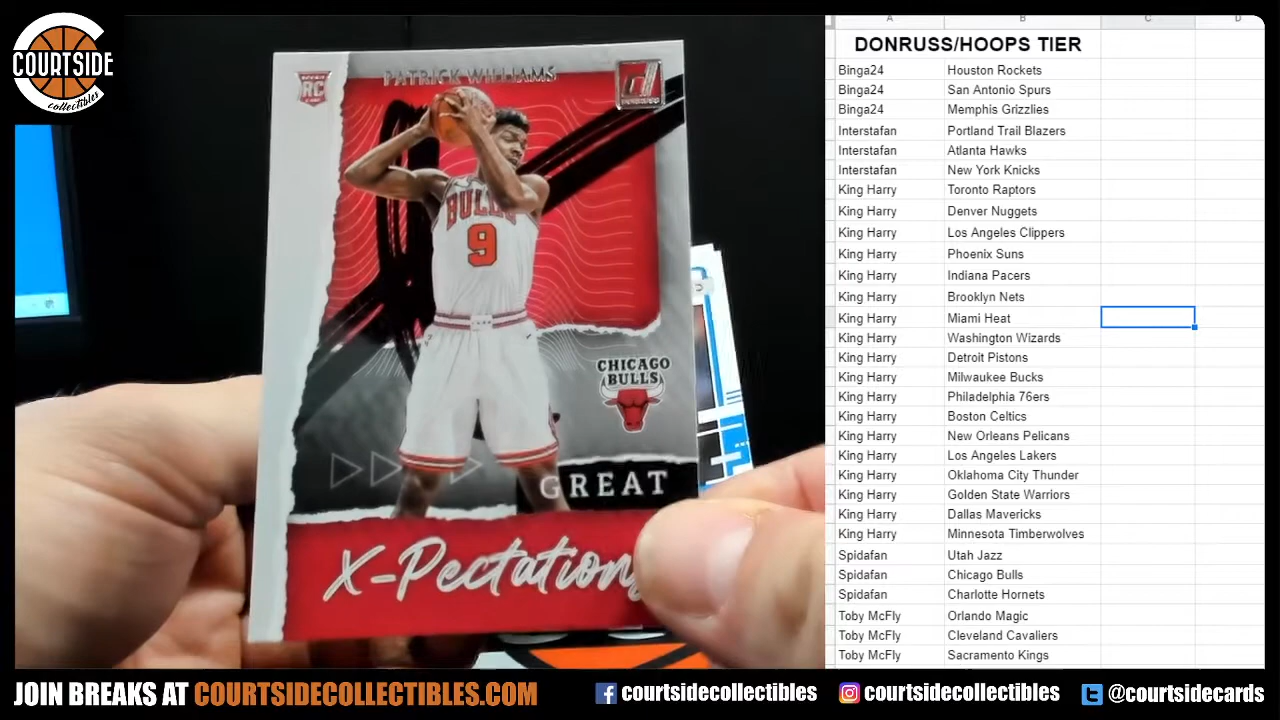 COURTSIDE
collectibles
RC
PATRICK WILLIAMS
DONRUSS
BULLS
9
CHICAGO
BULLS
GREAT
X-Pectations
A B C D
DONRUSS/HOOPS TIER
Binga24 Houston Rockets
Binga24 San Antonio Spurs
Binga24 Memphis Grizzlies
Interstafan Portland Trail Blazers
Interstafan Atlanta Hawks
Interstafan New York Knicks
King Harry Toronto Raptors
King Harry Denver Nuggets
King Harry Los Angeles Clippers
King Harry Phoenix Suns
King Harry Indiana Pacers
King Harry Brooklyn Nets
King Harry Miami Heat
King Harry Washington Wizards
King Harry Detroit Pistons
King Harry Milwaukee Bucks
King Harry Philadelphia 76ers
King Harry Boston Celtics
King Harry New Orleans Pelicans
King Harry Los Angeles Lakers
King Harry Oklahoma City Thunder
King Harry Golden State Warriors
King Harry Dallas Mavericks
King Harry Minnesota Timberwolves
Spidafan Utah Jazz
Spidafan Chicago Bulls
Spidafan Charlotte Hornets
Toby McFly Orlando Magic
Toby McFly Cleveland Cavaliers
Toby McFly Sacramento Kings
JOIN BREAKS AT COURTSIDECOLLECTIBLES.COM
courtsidecollectibles
courtsidecollectibles
@courtsidecards